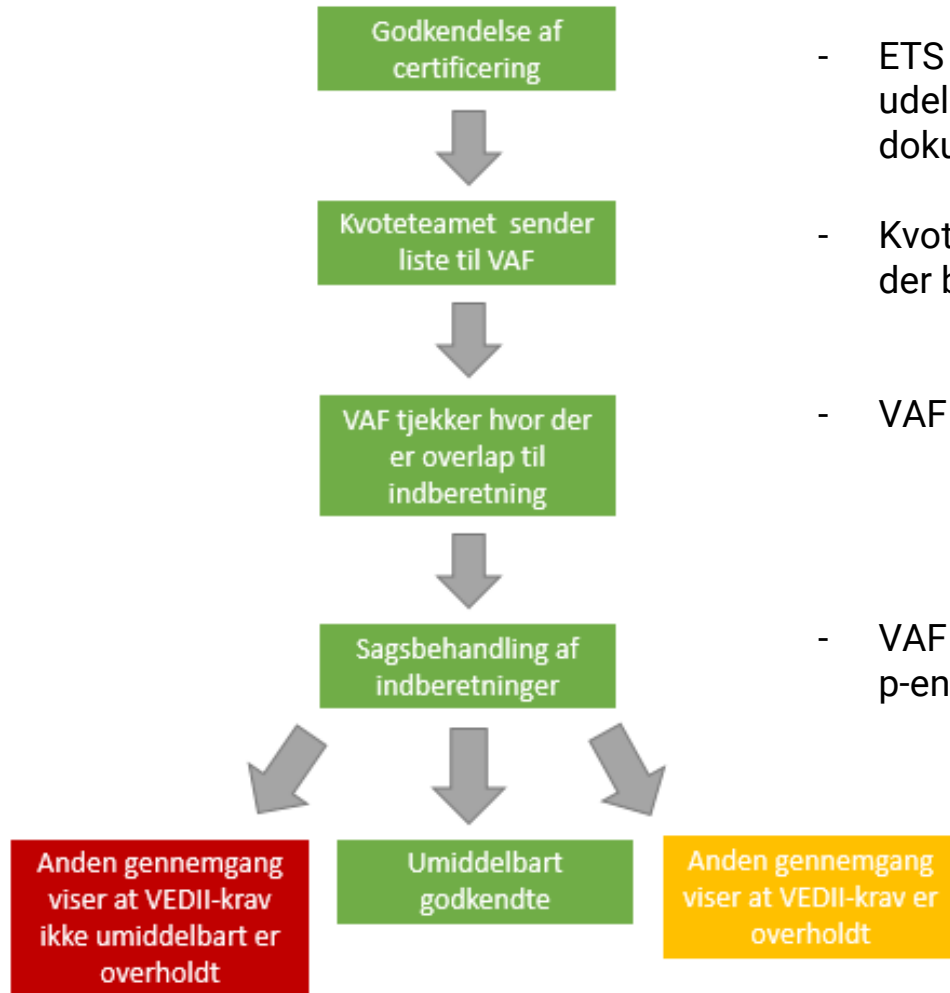 Godkendelse af
certificering
Kvoteteamet sender
liste til VAF
VAF tjekker hvor der
er overlap til
indberetning
Sagsbehandling af
indberetninger
Anden gennemgang
viser at VEDII-krav
ikke umiddelbart er
overholdt
Umiddelbart
godkendte
Anden gennemgang
viser at VEDII-krav er
overholdt
- ETS
udel
doku
- Kvot
der b
- VAF
- VAF
p-en